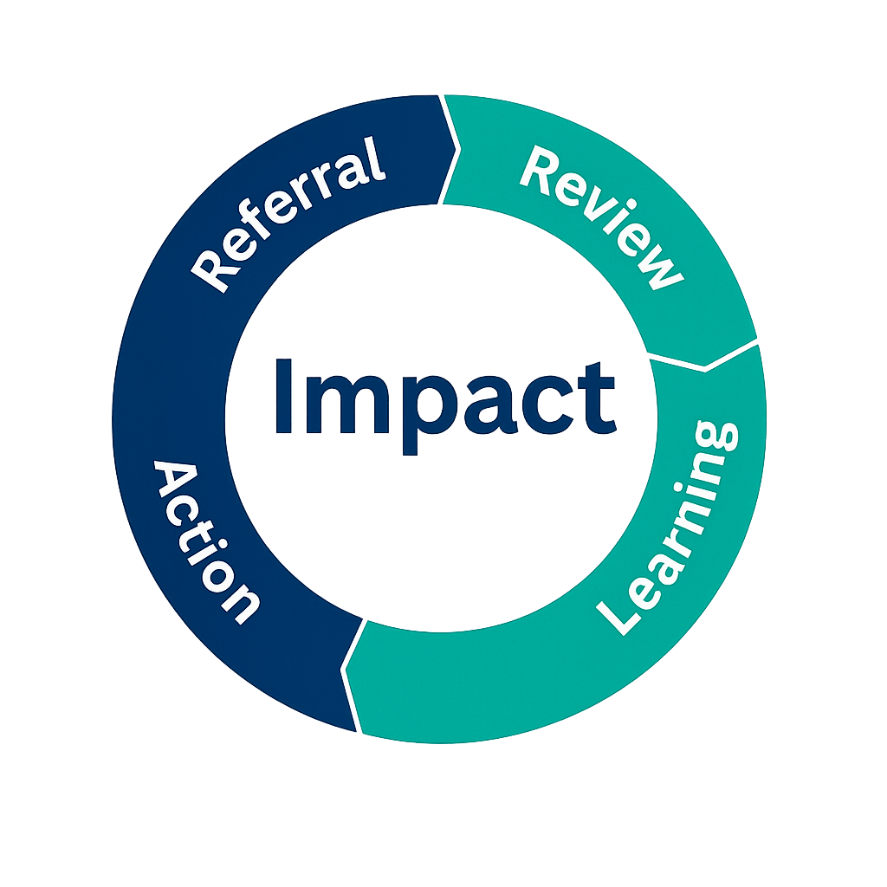 Referral
Review
Learning
Action
Impact